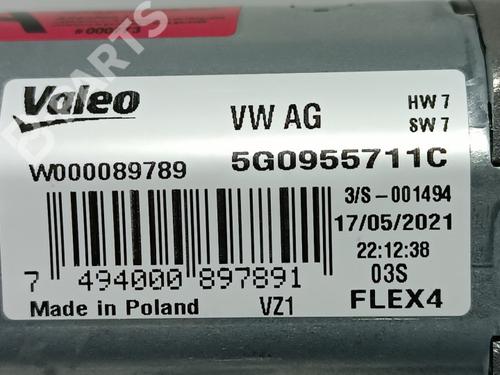 B-PARTS
Valeo
VW AG
HW 7
SW 7
W000089789
5G0955711C
3/S-001494
17/05/2021
22:12:38
7 494000 897891
03S
Made in Poland
VZ1
FLEX4